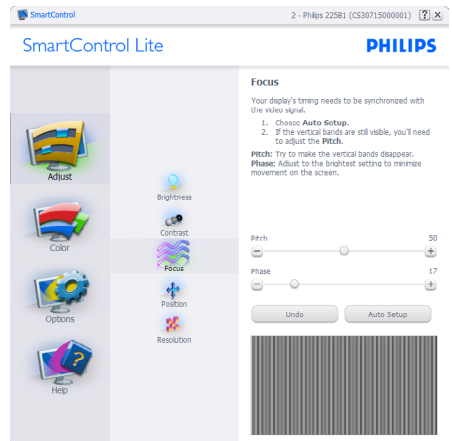 SmartControl
2 - Philips 225B1 (CS30715000001)
SmartControl Lite
PHILIPS
Adjust
Color
Options
Help
Brightness
Contrast
Focus
Position
Resolution
Focus
Your display's timing needs to be synchronized with
the video signal.
1. Choose Auto Setup.
2. If the vertical bands are still visible, you'll need
to adjust the Pitch.
Pitch: Try to make the vertical bands disappear.
Phase: Adjust to the brightest setting to minimize
movement on the screen.
Pitch 50
Phase 17
Undo Auto Setup